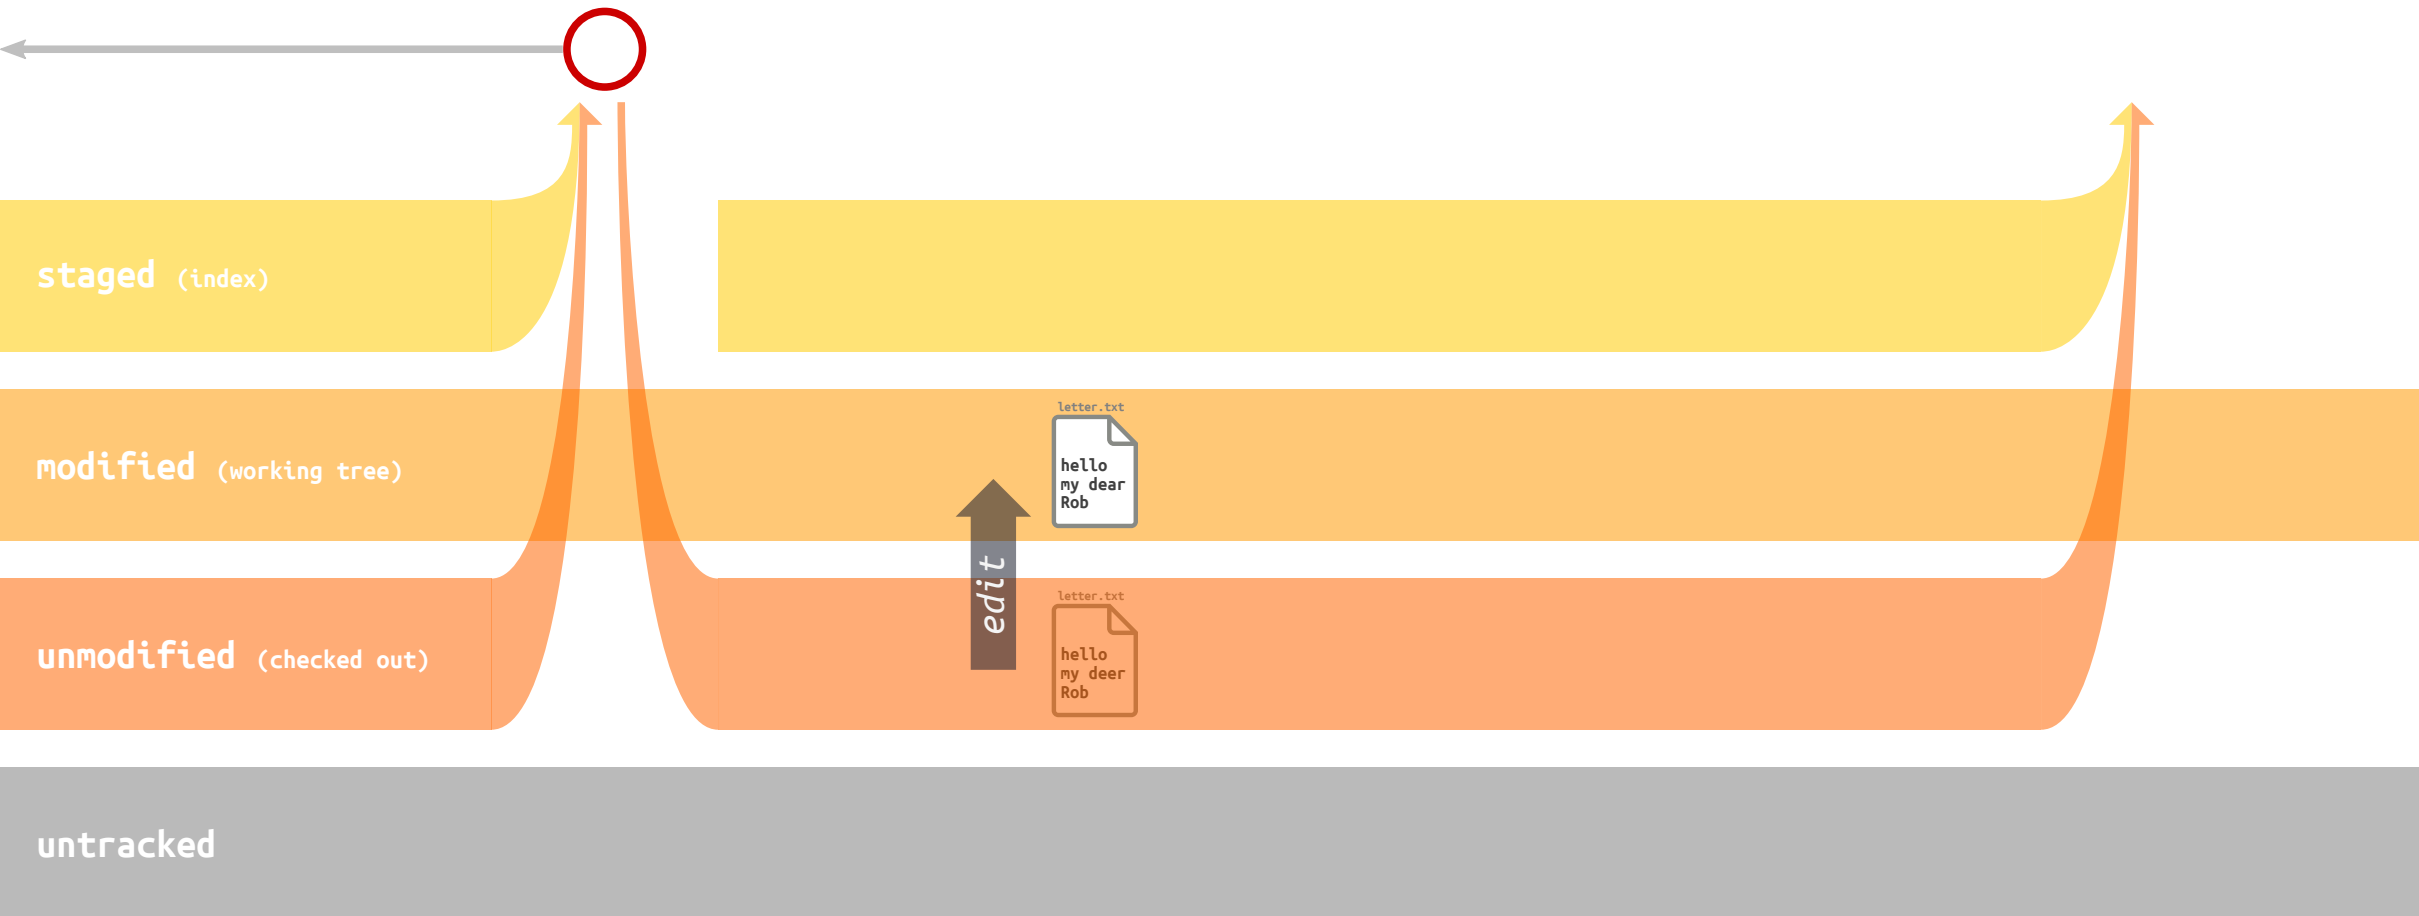 staged (index)
modified (working tree)
letter.txt
hello
my dear
Rob
edit
unmodified (checked out)
letter.txt
hello
my deer
Rob
untracked